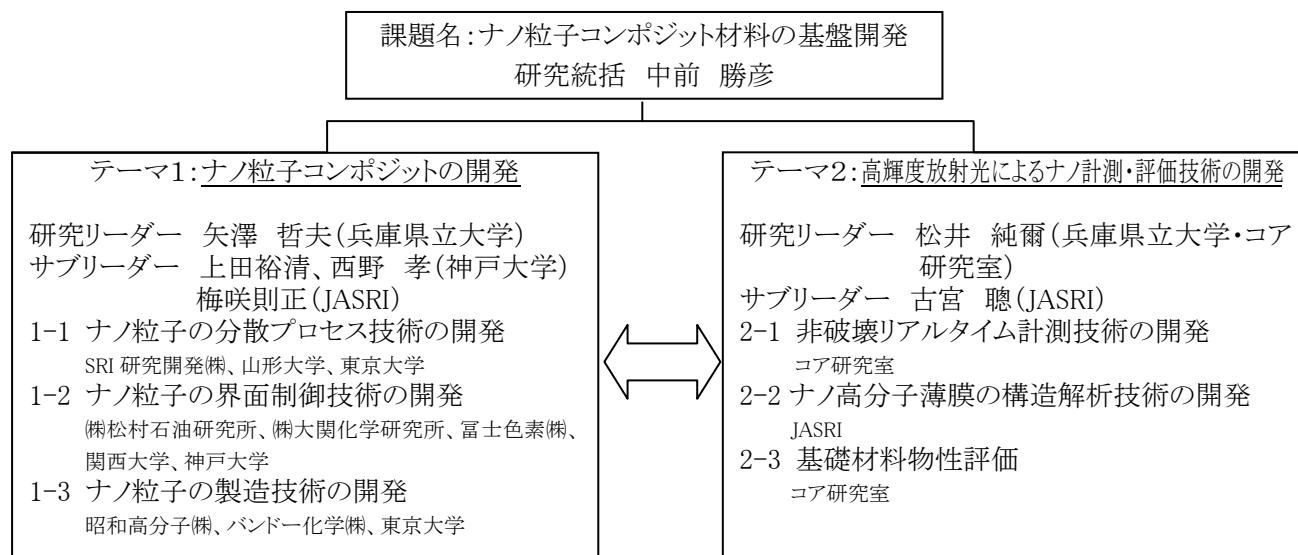 課題名：ナノ粒子コンポジット材料の基盤開発
研究統括　中前　勝彦
テーマ1：ナノ粒子コンポジットの開発
研究リーダー　矢澤　哲夫（兵庫県立大学）
サブリーダー　上田裕清、西野　孝（神戸大学）
梅咲則正（JASRI）
1-1 ナノ粒子の分散プロセス技術の開発
SRI 研究開発㈱、山形大学、東京大学
1-2 ナノ粒子の界面制御技術の開発
㈱松村石油研究所、㈱大関化学研究所、冨士色素㈱、
関西大学、神戸大学
1-3 ナノ粒子の製造技術の開発
昭和高分子㈱、バンドー化学㈱、東京大学
テーマ2：高輝度放射光によるナノ計測・評価技術の開発
研究リーダー　松井　純爾（兵庫県立大学・コア
研究室）
サブリーダー　古宮　聰（JASRI）
2-1 非破壊リアルタイム計測技術の開発
コア研究室
2-2 ナノ高分子薄膜の構造解析技術の開発
JASRI
2-3 基礎材料物性評価
コア研究室